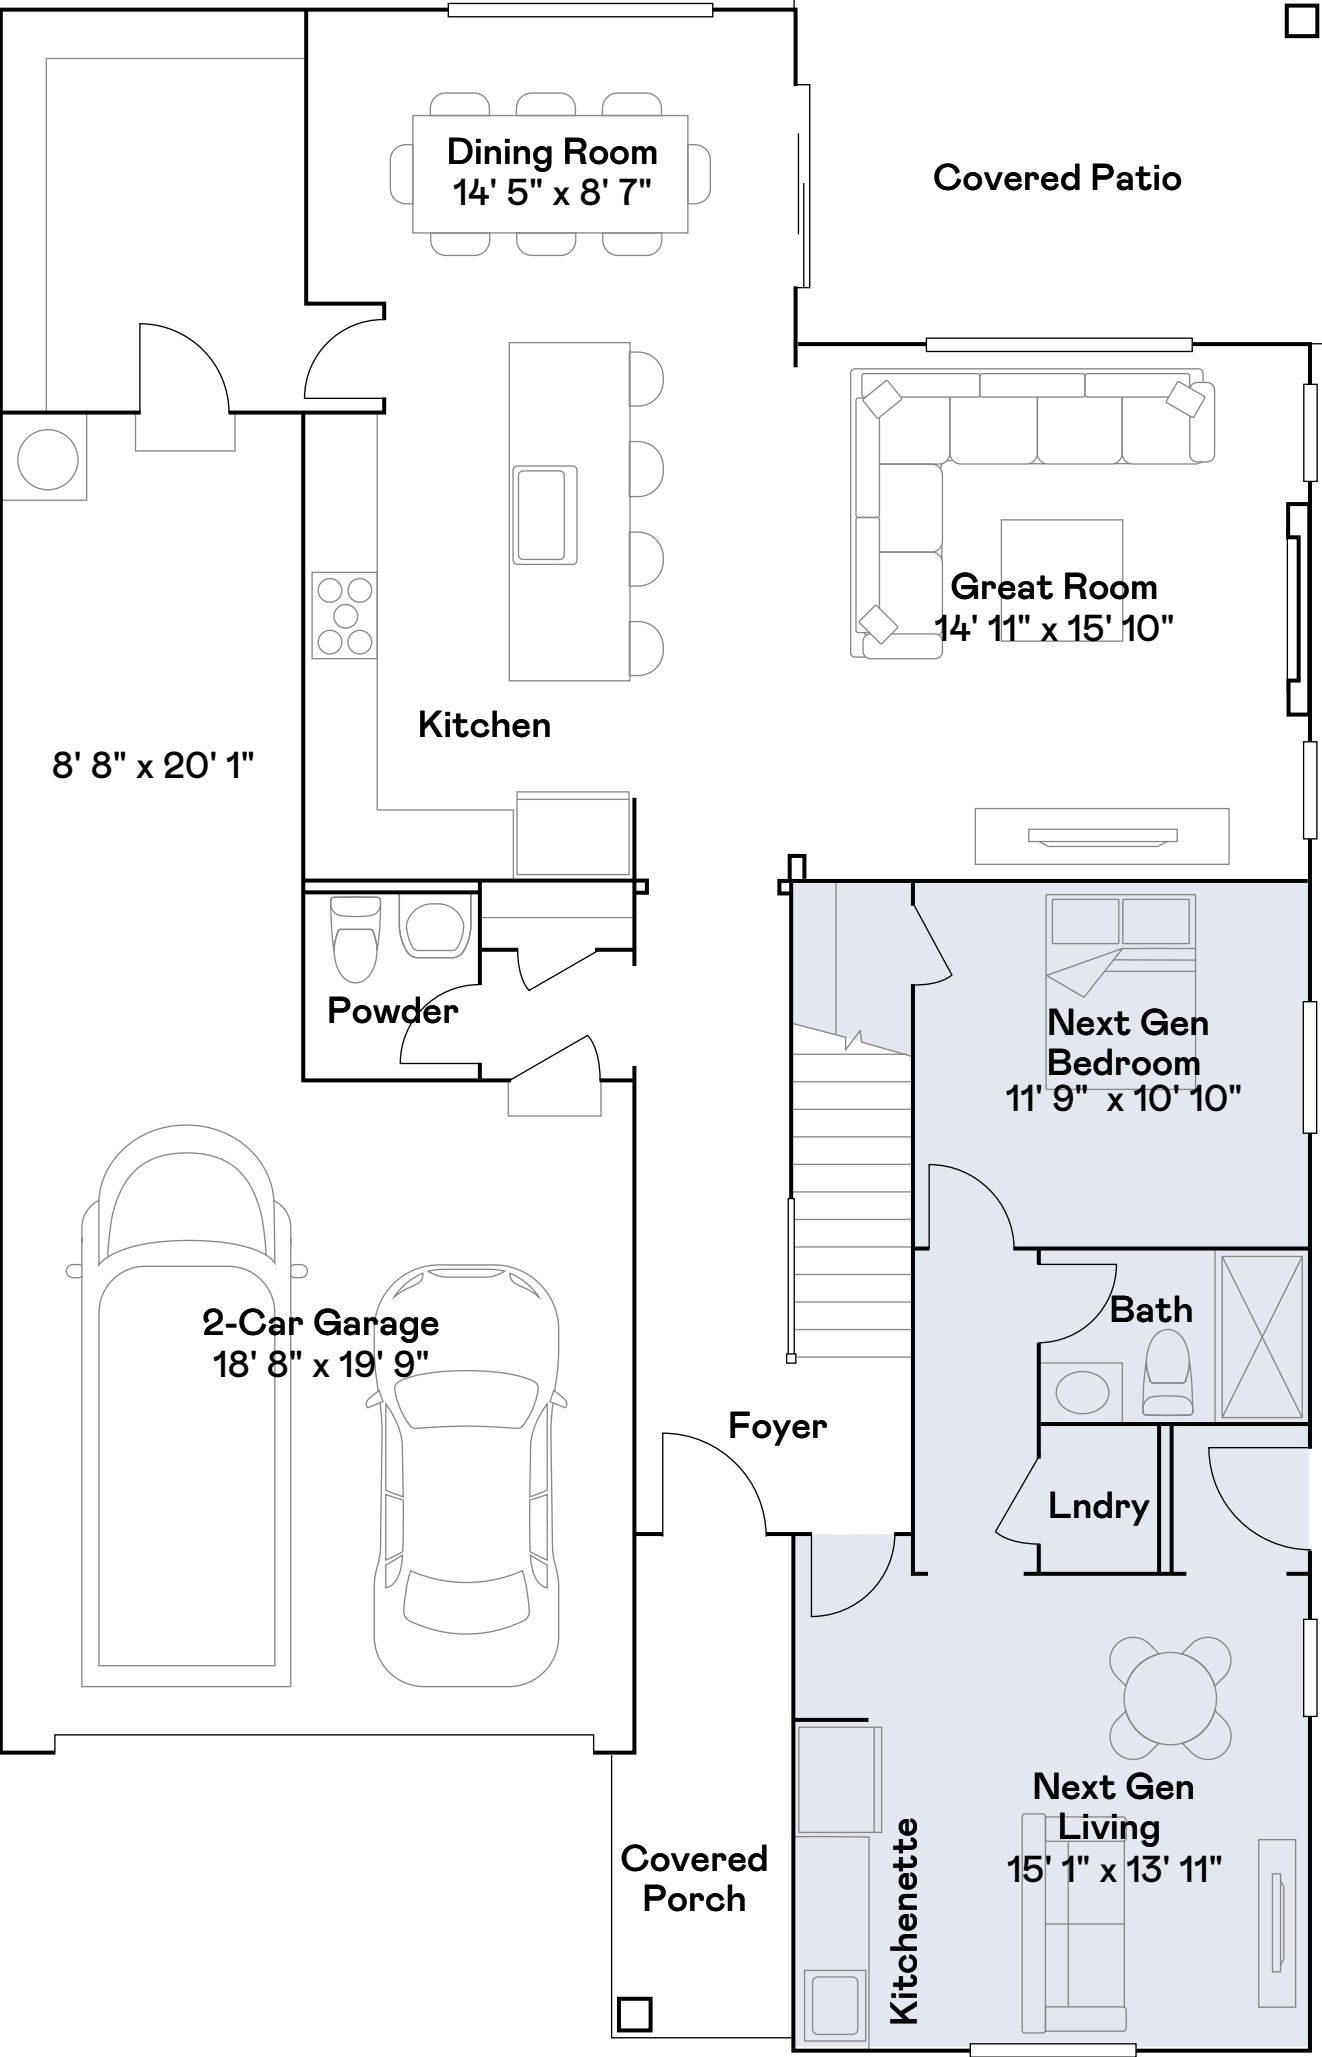 Dining Room
14' 5" x 8' 7"
Covered Patio
Great Room
14' 11" x 15' 10"
Kitchen
8' 8" x 20' 1"
Powder
Next Gen
Bedroom
11' 9" x 10' 10"
2-Car Garage
18' 8" x 19' 9"
Bath
Foyer
Lndry
Next Gen
Living
15' 1" x 13' 11"
Covered
Porch
Kitchenette